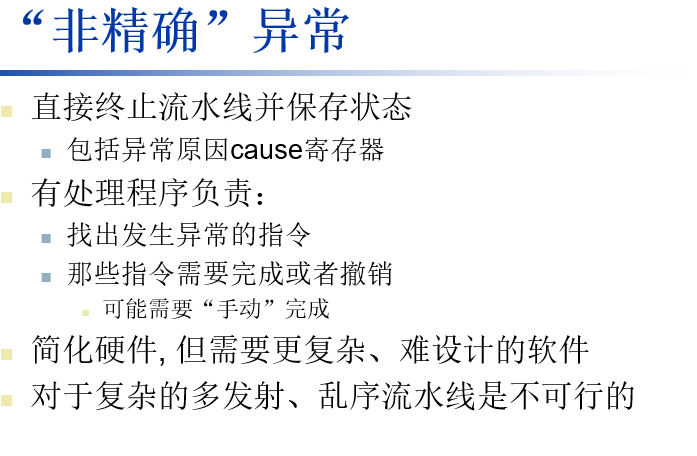 “非精确”异常
直接终止流水线并保存状态
包括异常原因cause寄存器
有处理程序负责：
找出发生异常的指令
那些指令需要完成或者撤销
可能需要“手动”完成
简化硬件, 但需要更复杂、难设计的软件
对于复杂的多发射、乱序流水线是不可行的